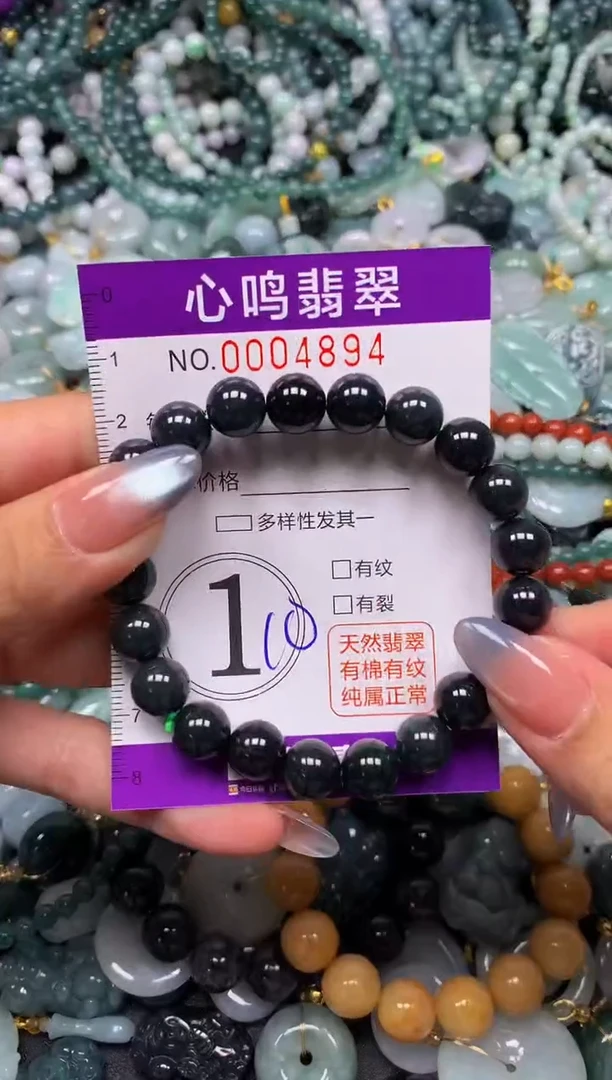 心鸣翡翠
NO.0004894
价格
多样性发其一
1
10
有纹
有裂
天然翡翠
有棉有纹
纯属正常
0
1
2
7
8